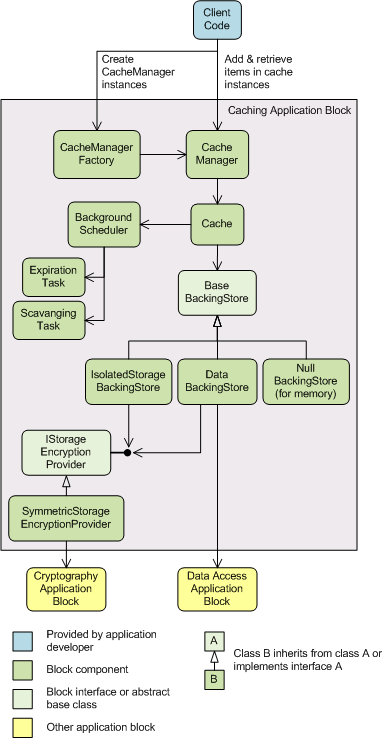 Client
Code
Create
CacheManager
instances
Add & retrieve
items in cache
instances
Caching Application Block
CacheManager
Factory
Cache
Manager
Background
Scheduler
Cache
Expiration
Task
Scavanging
Task
Base
BackingStore
IsolatedStorage
BackingStore
Data
BackingStore
Null
BackingStore
(for memory)
IStorage
Encryption
Provider
SymmetricStorage
EncryptionProvider
Cryptography
Application
Block
Data Access
Application
Block
Provided by application
developer
Block component
Block interface or abstract
base class
Other application block
A
B
Class B inherits from class A or
implements interface A